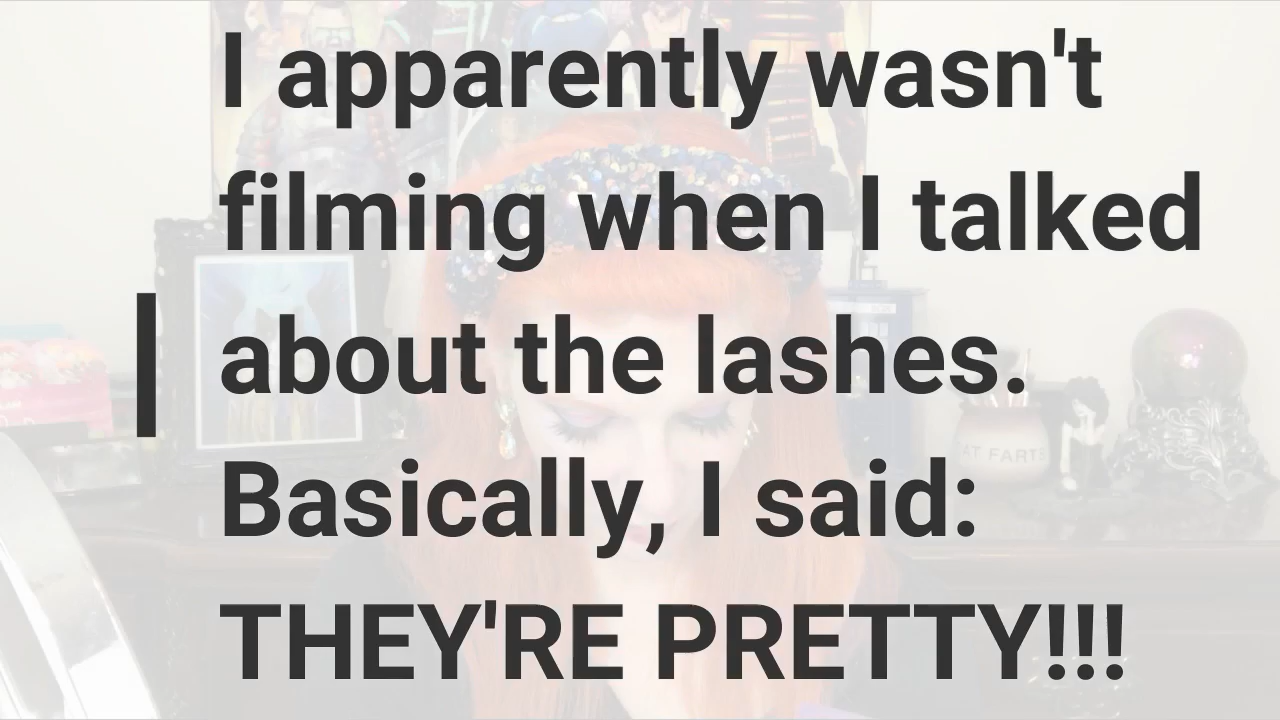 I apparently wasn't
filming when I talked
about the lashes.
Basically, I said:
THEY'RE PRETTY!!!